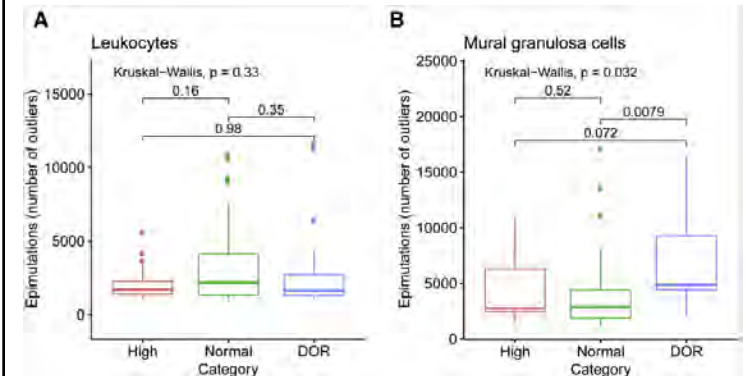 A
Leukocytes
Kruskal-Wallis, p = 0.33
0.16
0.35
0.98
15000
10000
5000
0
Epimutations (number of outliers)
High Normal DOR
Category
B
Mural granulosa cells
Kruskal-Wallis, p = 0.032
0.52
0.0079
0.072
25000
20000
15000
10000
5000
0
Epimutations (number of outliers)
High Normal DOR
Category